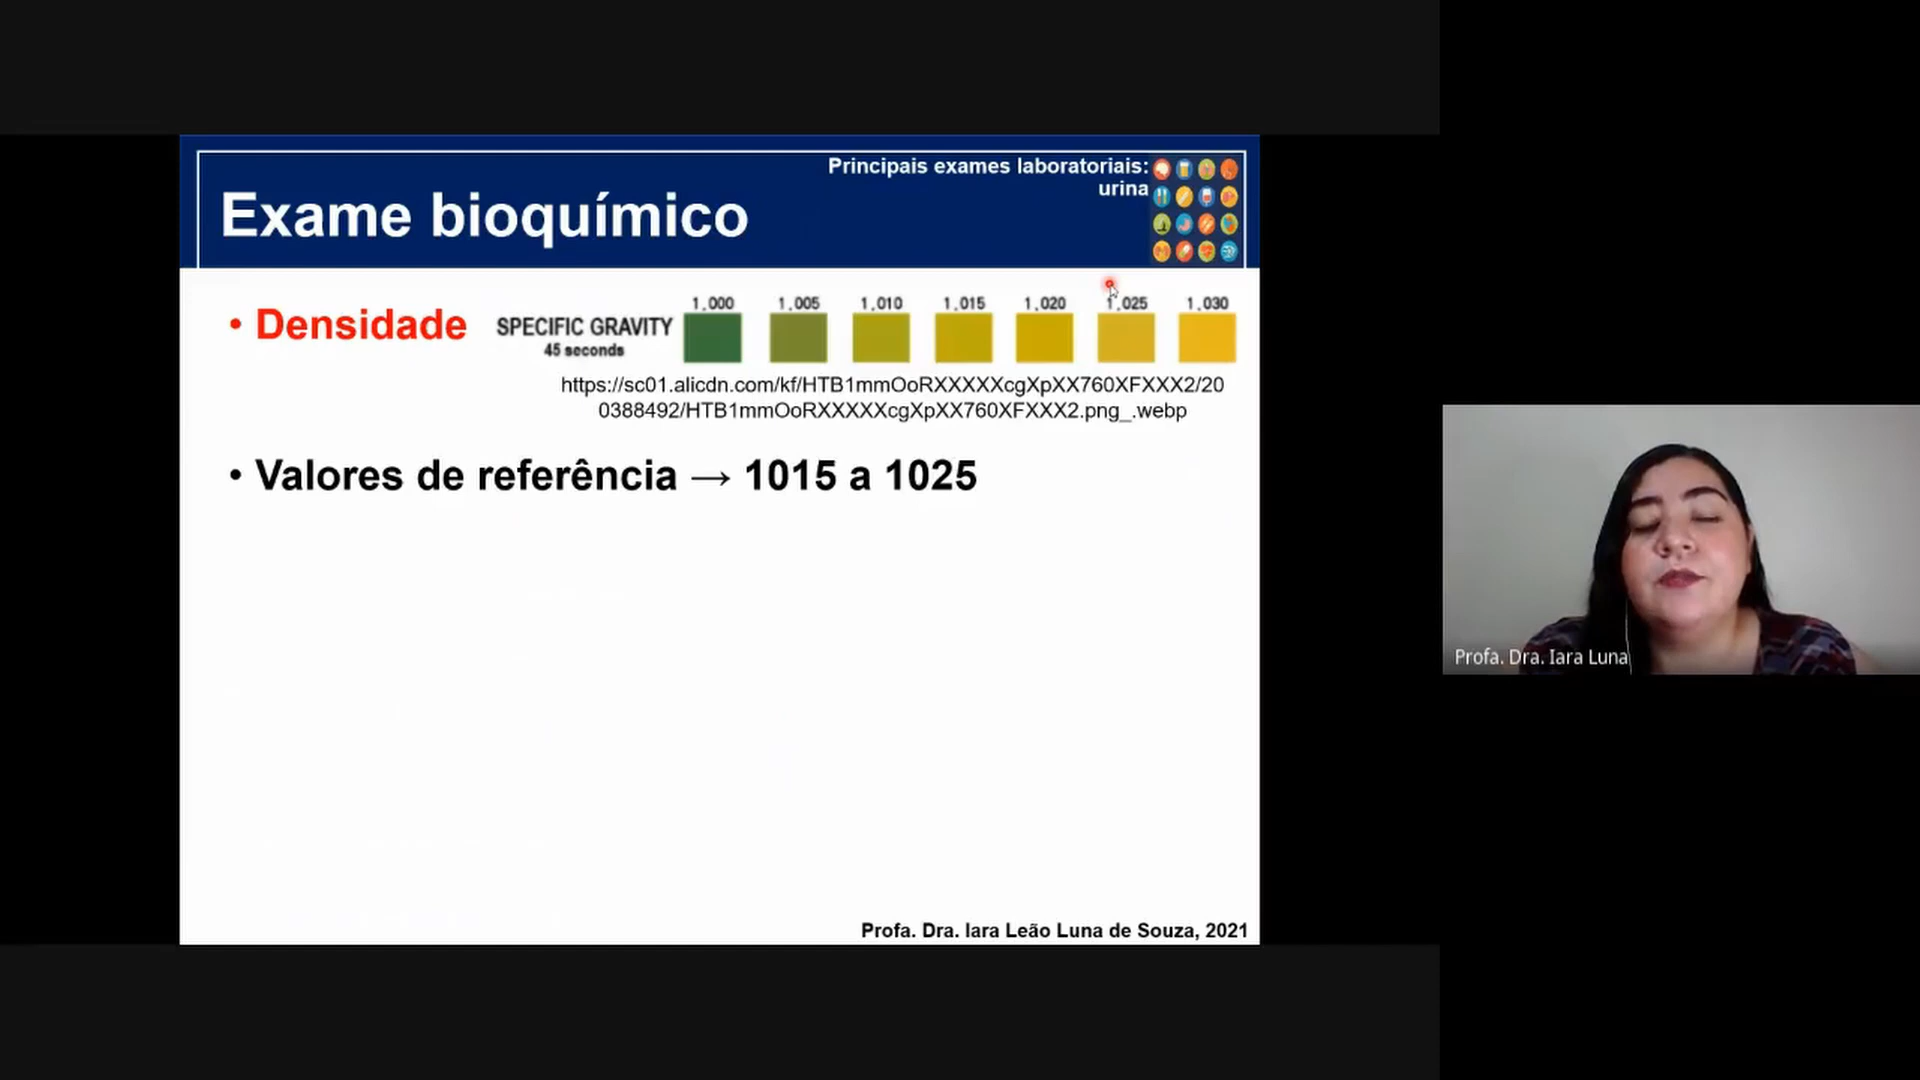 Principais exames laboratoriais:
urina
Exame bioquímico
• Densidade
SPECIFIC GRAVITY
45 seconds
1.000 1.005 1.010 1.015 1.020 1.025 1.030
https://sc01.alicdn.com/kf/HTB1mmOoRXXXXXcgXpXX760XFXXX2/20
0388492/HTB1mmOoRXXXXXcgXpXX760XFXXX2.png_.webp
• Valores de referência → 1015 a 1025
Profa. Dra. Iara Luna
Profa. Dra. Iara Leão Luna de Souza, 2021